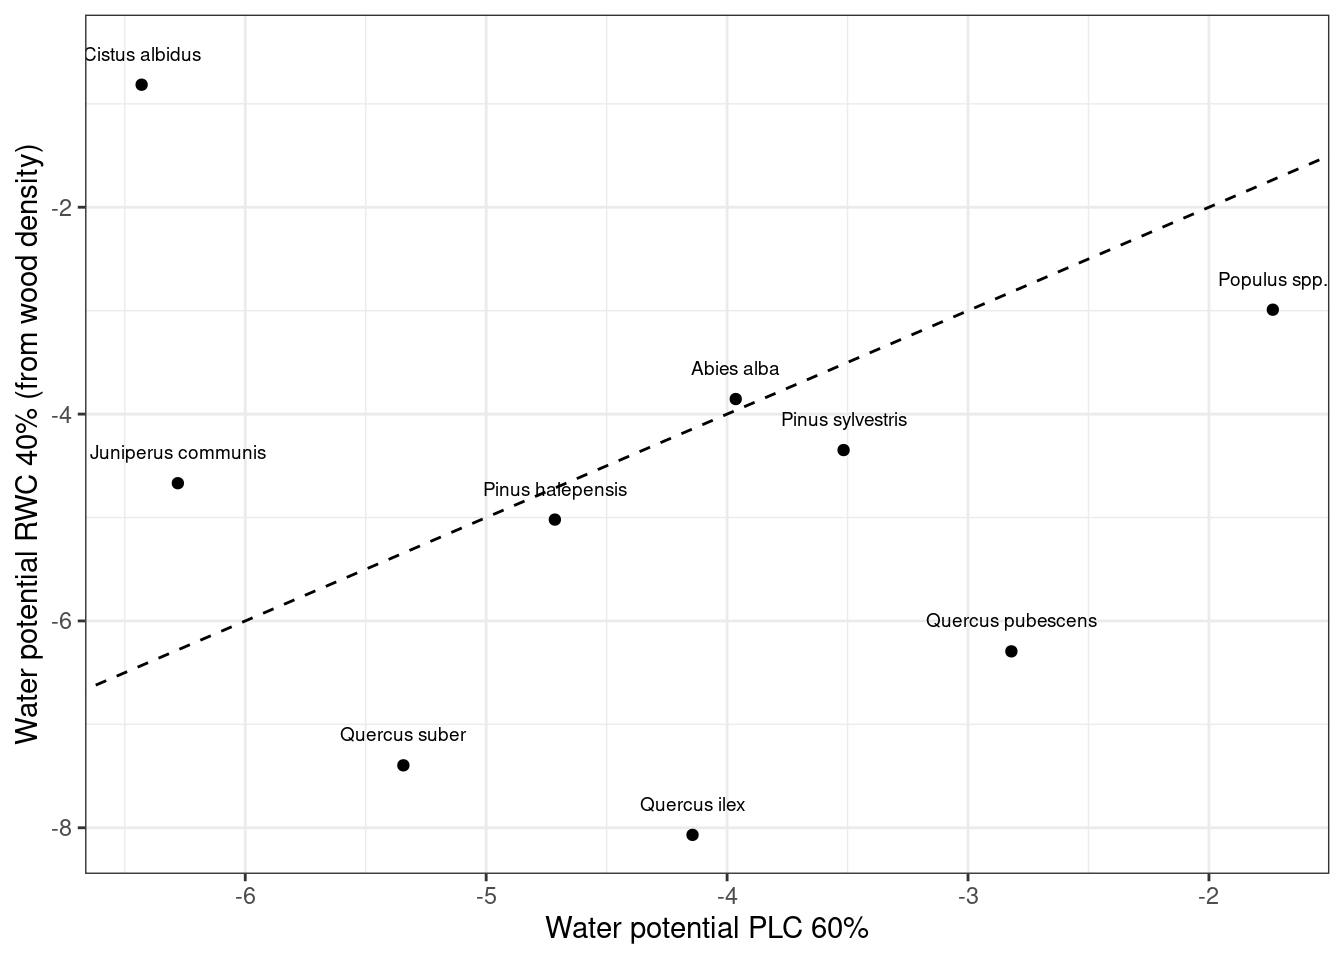 Cistus albidus
Populus spp.
Abies alba
Pinus sylvestris
Juniperus communis
Pinus halepensis
Quercus pubescens
Quercus suber
Quercus ilex
Water potential RWC 40% (from wood density)
-2
-4
-6
-8
-6 -5 -4 -3 -2
Water potential PLC 60%